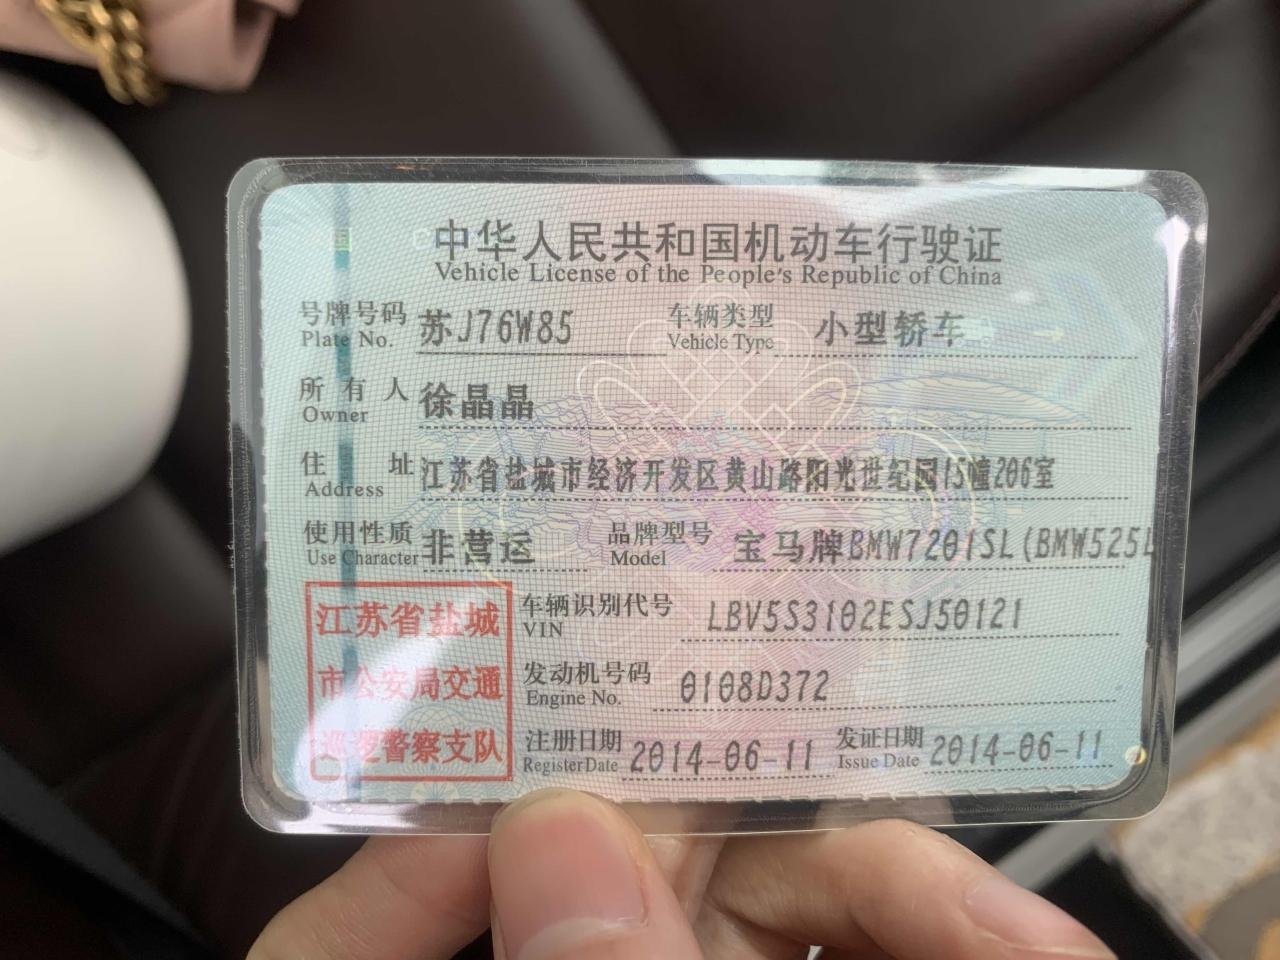 中华人民共和国机动车行驶证
Vehicle License of the People's Republic of China
号牌号码 苏J76W85 车辆类型 小型轿车
Plate No. Vehicle Type
所有人 徐晶晶
Owner
住址 江苏省盐城市经济开发区黄山路阳光世纪园15幢206室
Address
使用性质 非营运 品牌型号 宝马牌BMW7201SL(BMW525L
Use Character Model
江苏省盐城
市公安局交通
巡逻警察支队
车辆识别代号 LBV5S3102ESJ50121
VIN
发动机号码 0108D372
Engine No.
注册日期 2014-06-11 发证日期 2014-06-11
Register Date Issue Date